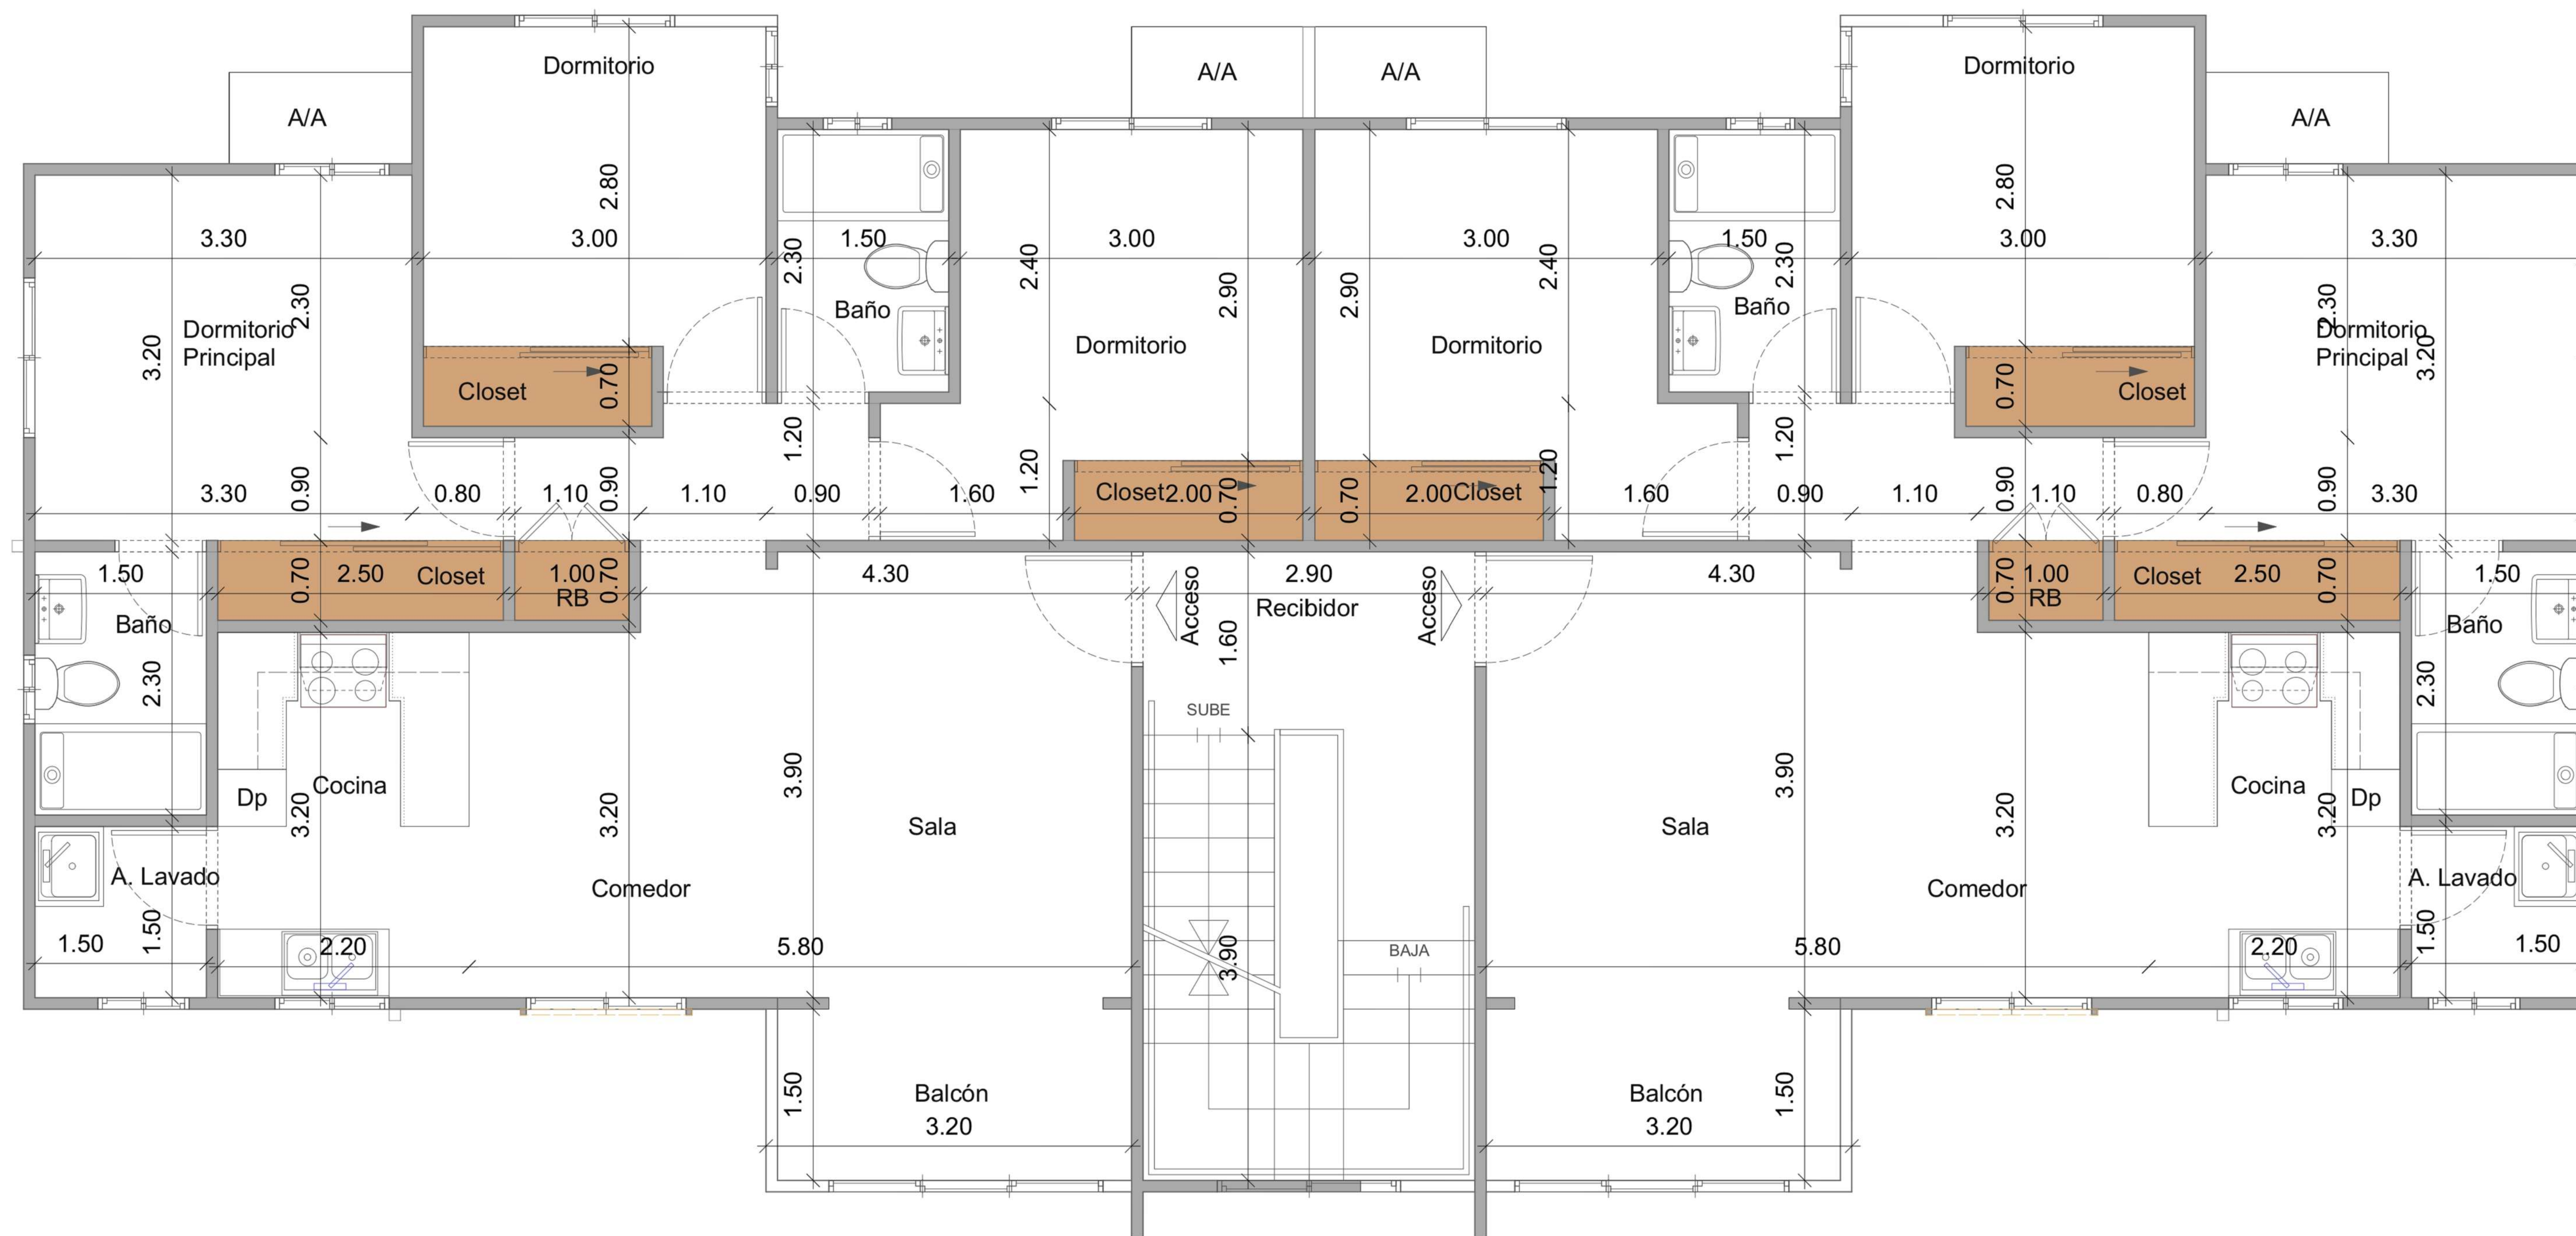 Dormitorio
Dormitorio
A/A
A/A
A/A
A/A
2.80
2.80
3.30
3.00
1.50
3.00
3.00
1.50
3.00
3.30
2.30
2.40
2.90
2.90
2.40
2.30
2.30
2.30
3.20
3.20
Baño
Baño
Dormitorio
Principal
Dormitorio
Dormitorio
Dormitorio
Principal
Closet
0.70
0.70
Closet
1.20
1.20
1.20
1.20
0.90
0.90
0.90
0.90
3.30
0.80
1.10
1.10
0.90
1.60
Closet
2.00
0.70
0.70
2.00
Closet
1.60
0.90
1.10
1.10
0.80
3.30
1.50
0.70
2.50
Closet
1.00
RB
0.70
4.30
Acceso
2.90
Recibidor
Acceso
4.30
0.70
1.00
RB
Closet
2.50
0.70
1.50
Baño
Baño
1.60
2.30
2.30
SUBE
3.90
3.90
Dp
Cocina
Cocina
Dp
3.20
3.20
Sala
Sala
3.20
3.20
A. Lavado
Comedor
Comedor
A. Lavado
1.50
1.50
2.20
5.80
3.90
BAJA
5.80
2.20
1.50
1.50
1.50
Balcón
3.20
Balcón
3.20
1.50